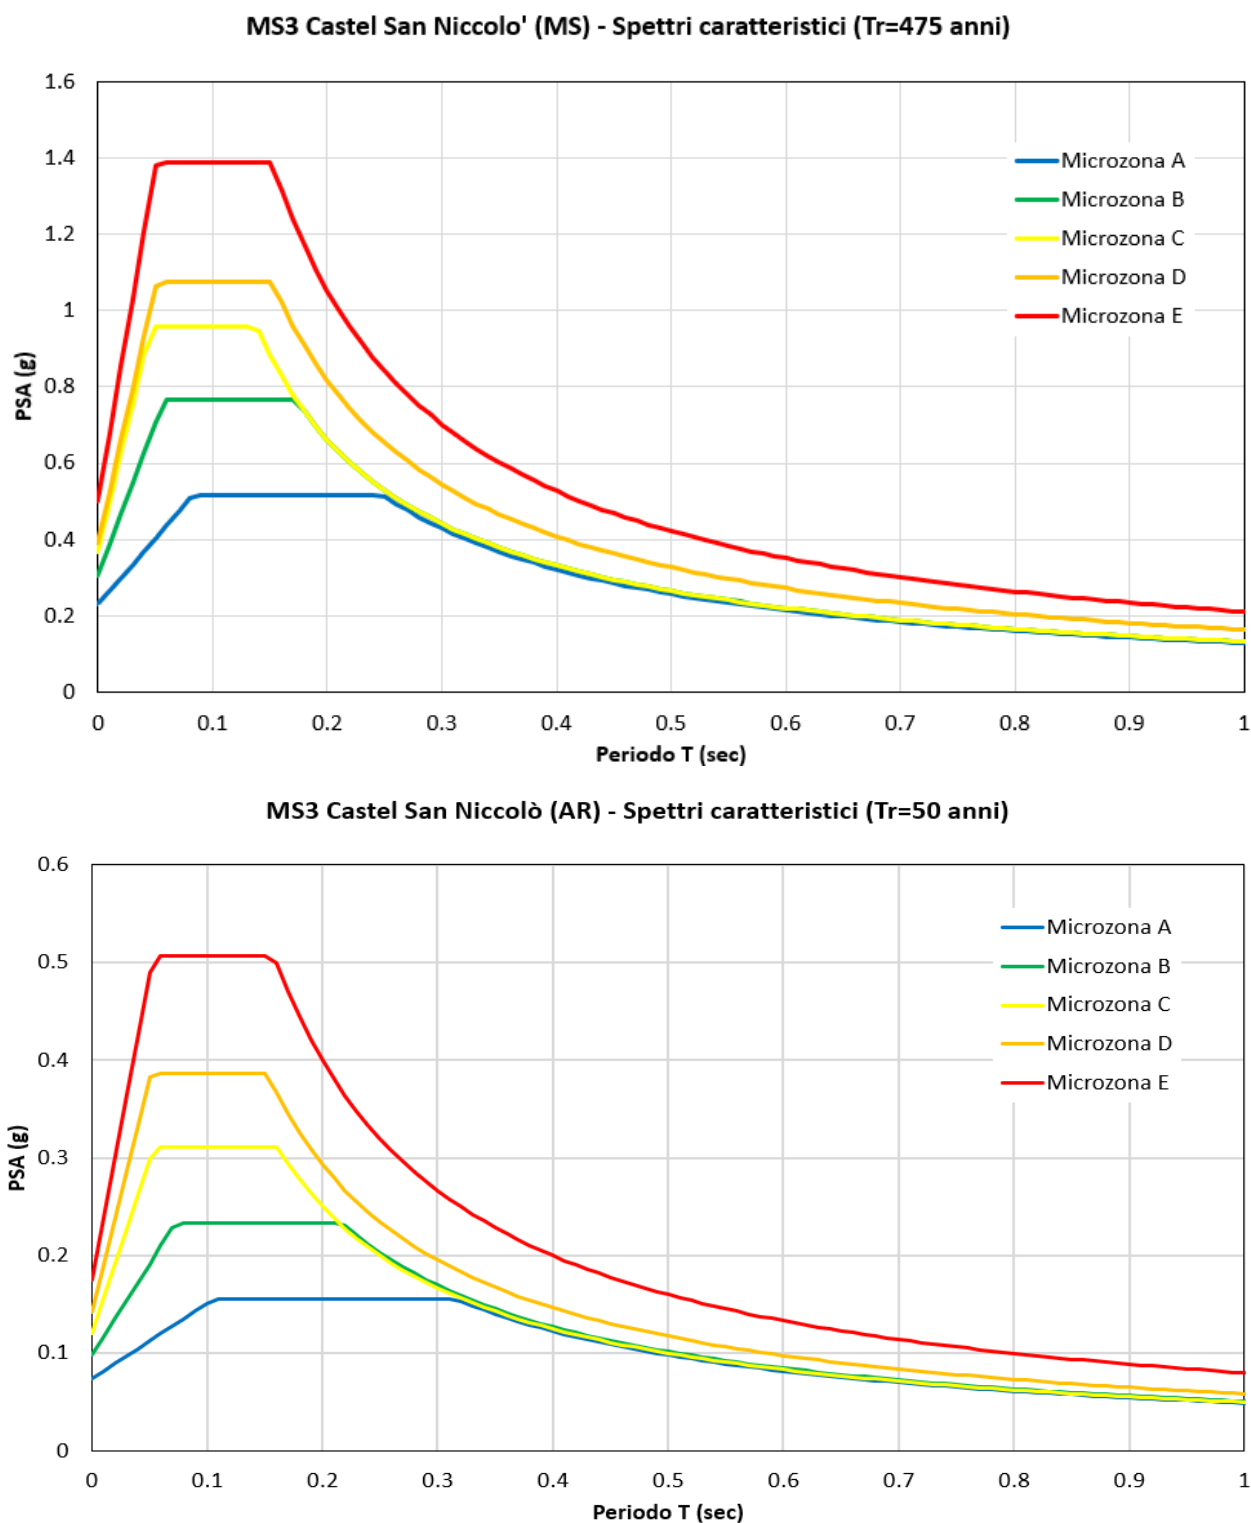 MS3 Castel San Niccolo' (MS) - Spettri caratteristici (Tr=475 anni)
1.6
1.4
1.2
1
0.8
0.6
0.4
0.2
0
PSA (g)
Microzona A
Microzona B
Microzona C
Microzona D
Microzona E
0 0.1 0.2 0.3 0.4 0.5 0.6 0.7 0.8 0.9 1
Periodo T (sec)
MS3 Castel San Niccolò (AR) - Spettri caratteristici (Tr=50 anni)
0.6
0.5
0.4
0.3
0.2
0.1
0
PSA (g)
Microzona A
Microzona B
Microzona C
Microzona D
Microzona E
0 0.1 0.2 0.3 0.4 0.5 0.6 0.7 0.8 0.9 1
Periodo T (sec)